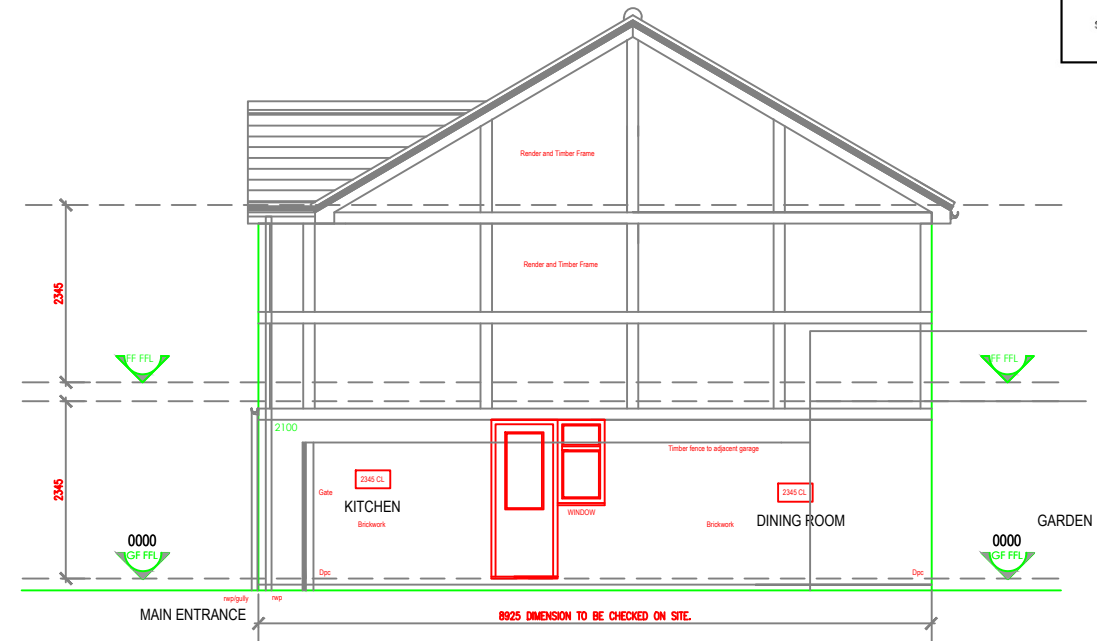 S
Render and Timber Frame
Render and Timber Frame
2345
FF FFL
FF FFL
2100
Timber fence to adjacent garage
2345 CL
2345 CL
2345
Gate
KITCHEN
WINDOW
DINING ROOM
GARDEN
Brickwork
Brickwork
0000
0000
GF FFL
GF FFL
Dpc
Dpc
rwp/gully
rwp
MAIN ENTRANCE
8925 DIMENSION TO BE CHECKED ON SITE.